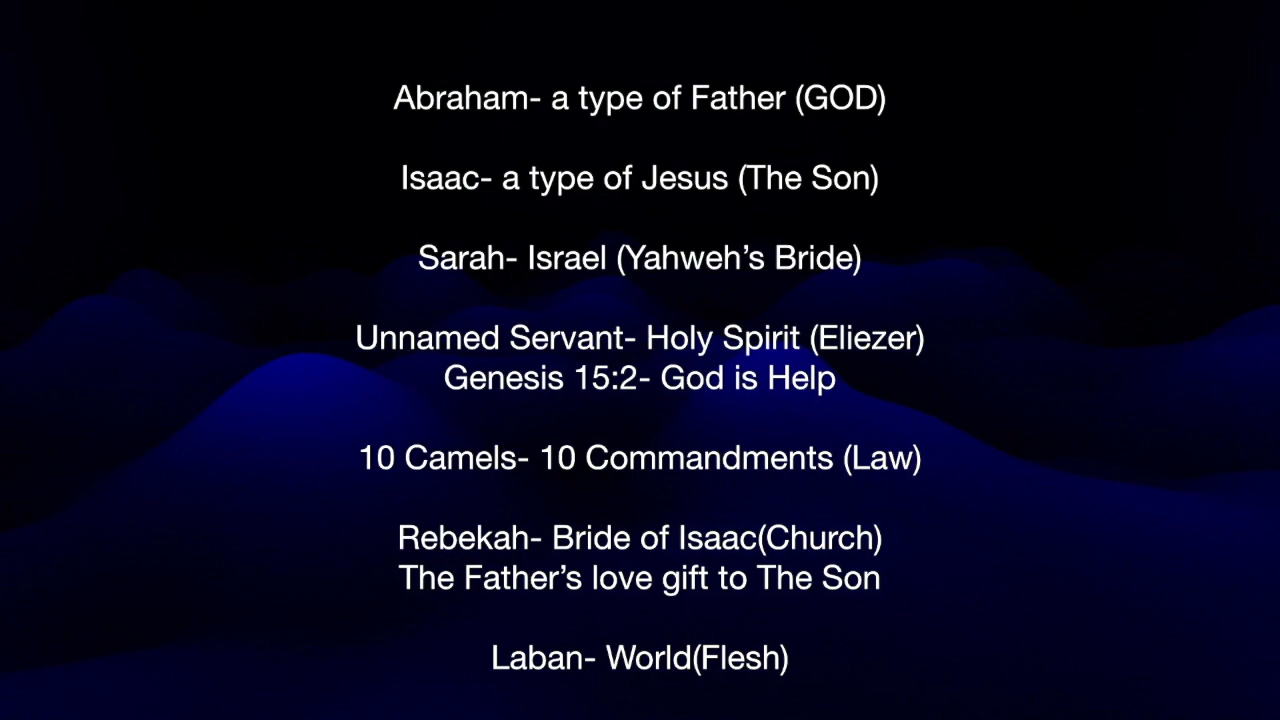 Abraham- a type of Father (GOD)
Isaac- a type of Jesus (The Son)
Sarah- Israel (Yahweh’s Bride)
Unnamed Servant- Holy Spirit (Eliezer)
Genesis 15:2- God is Help
10 Camels- 10 Commandments (Law)
Rebekah- Bride of Isaac(Church)
The Father’s love gift to The Son
Laban- World(Flesh)